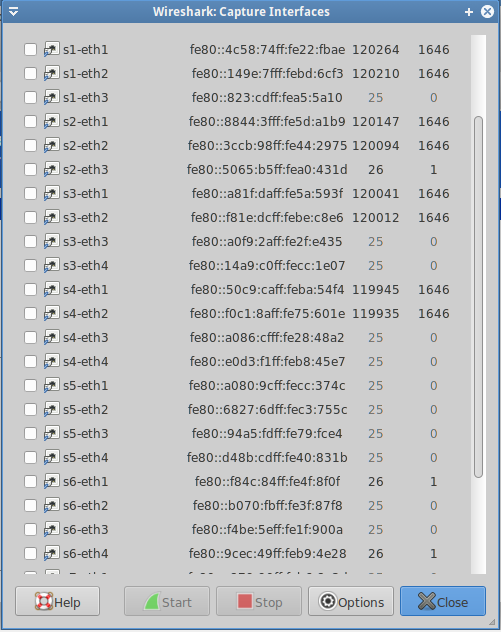 Wireshark: Capture Interfaces
s1-eth1 fe80::4c58:74ff:fe22:fbae 120264 1646
s1-eth2 fe80::149e:7fff:febd:6cf3 120210 1646
s1-eth3 fe80::823:cdff:fea5:5a10 25 0
s2-eth1 fe80::8844:3fff:fe5d:a1b9 120147 1646
s2-eth2 fe80::3ccb:98ff:fe44:2975 120094 1646
s2-eth3 fe80::5065:b5ff:fea0:431d 26 1
s3-eth1 fe80::a81f:daff:fe5a:593f 120041 1646
s3-eth2 fe80::f81e:dcff:febe:c8e6 120012 1646
s3-eth3 fe80::a0f9:2aff:fe2f:e435 25 0
s3-eth4 fe80::14a9:c0ff:fecc:1e07 25 0
s4-eth1 fe80::50c9:caff:feba:54f4 119945 1646
s4-eth2 fe80::f0c1:8aff:fe75:601e 119935 1646
s4-eth3 fe80::a086:cfff:fe28:48a2 25 0
s4-eth4 fe80::e0d3:f1ff:feb8:45e7 25 0
s5-eth1 fe80::a080:9cff:fecc:374c 25 0
s5-eth2 fe80::6827:6dff:fec3:755c 25 0
s5-eth3 fe80::94a5:fdff:fe79:fce4 25 0
s5-eth4 fe80::d48b:cdff:fe40:831b 25 0
s6-eth1 fe80::f84c:84ff:fe4f:8f0f 26 1
s6-eth2 fe80::b070:fbff:fe3f:87f8 25 0
s6-eth3 fe80::f4be:5eff:fe1f:900a 25 0
s6-eth4 fe80::9cec:49ff:feb9:4e28 26 1
Help Start Stop Options Close